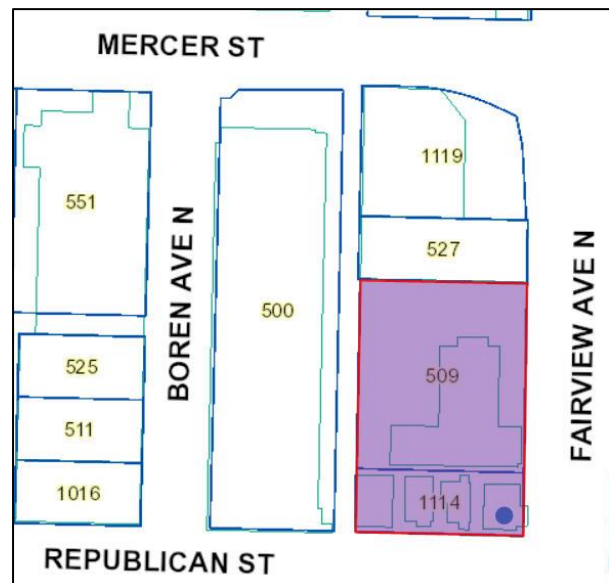 MERCER ST
1119
551
BOREN AVE N
527
FAIRVIEW AVE N
500
525
509
511
1016
1114
REPUBLICAN ST